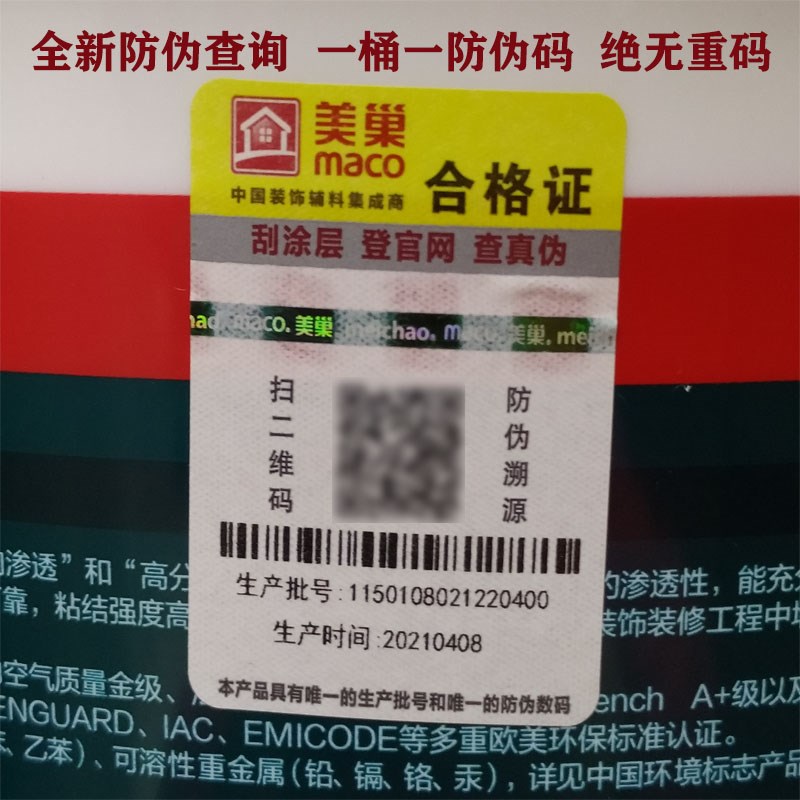 全新防伪查询 一桶一防伪码 绝无重码
美巢
maco
中国装饰辅料集成商
合格证
刮涂层 登官网 查真伪
maco. 美巢 meichao. maco. 美巢. mei
扫二维码
防伪溯源
生产批号:1150108021220400
生产时间:20210408
本产品具有唯一的生产批号和唯一的防伪数码
渗透”和“高分
的渗透性，能充分
靠，粘结强度高
装饰装修工程中
空气质量金级、
ench A+级以及
ENGUARD、IAC、EMICODE等多重欧美环保标准认证。
、乙苯）、可溶性重金属（铅、镉、铬、汞），详见中国环境标志产品